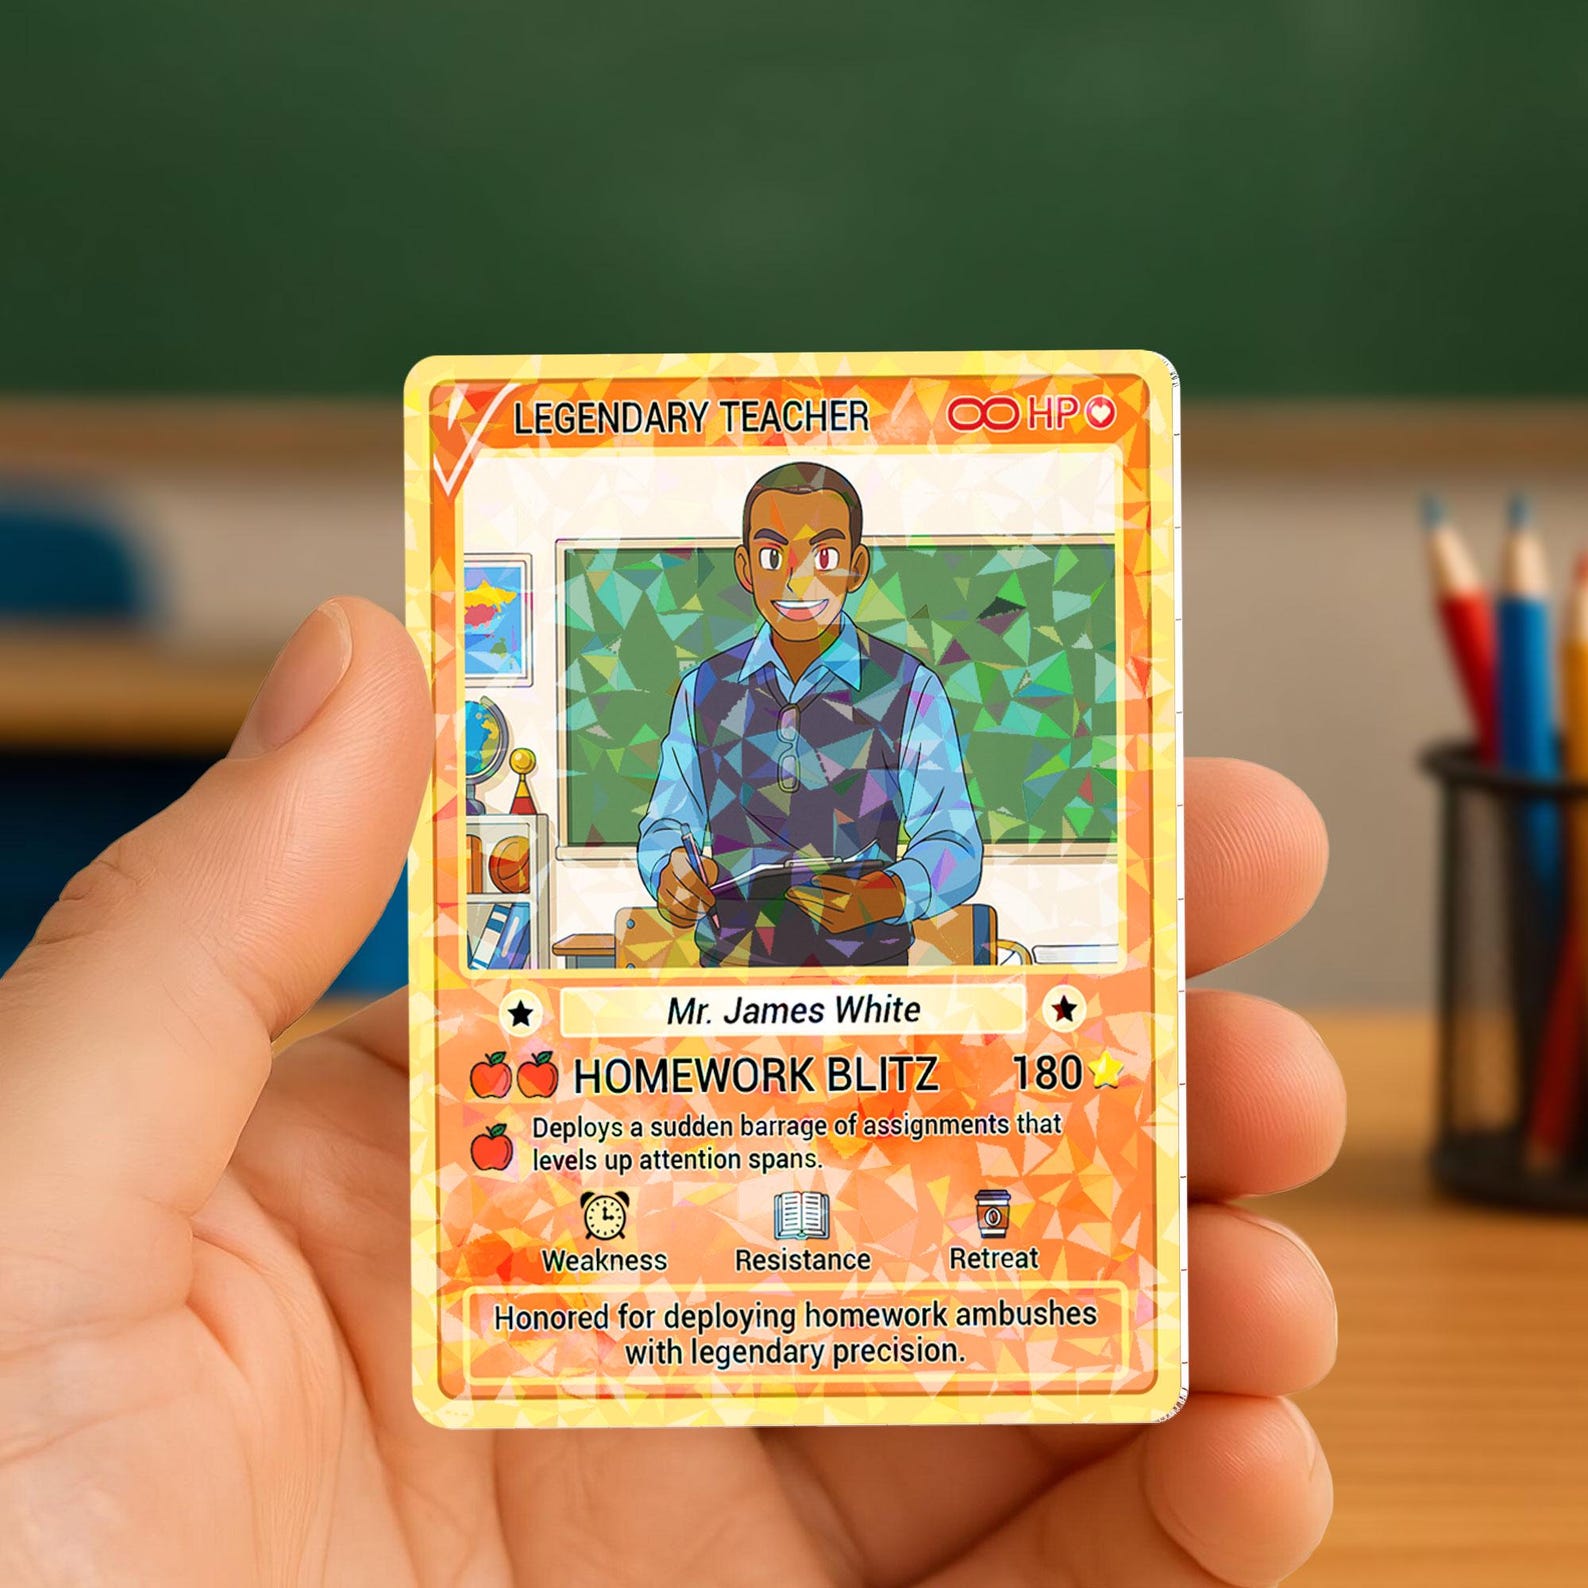 LEGENDARY TEACHER
∞ HP
Mr. James White
HOMEWORK BLITZ 180
Deploys a sudden barrage of assignments that
levels up attention spans.
Weakness Resistance Retreat
Honored for deploying homework ambushes
with legendary precision.